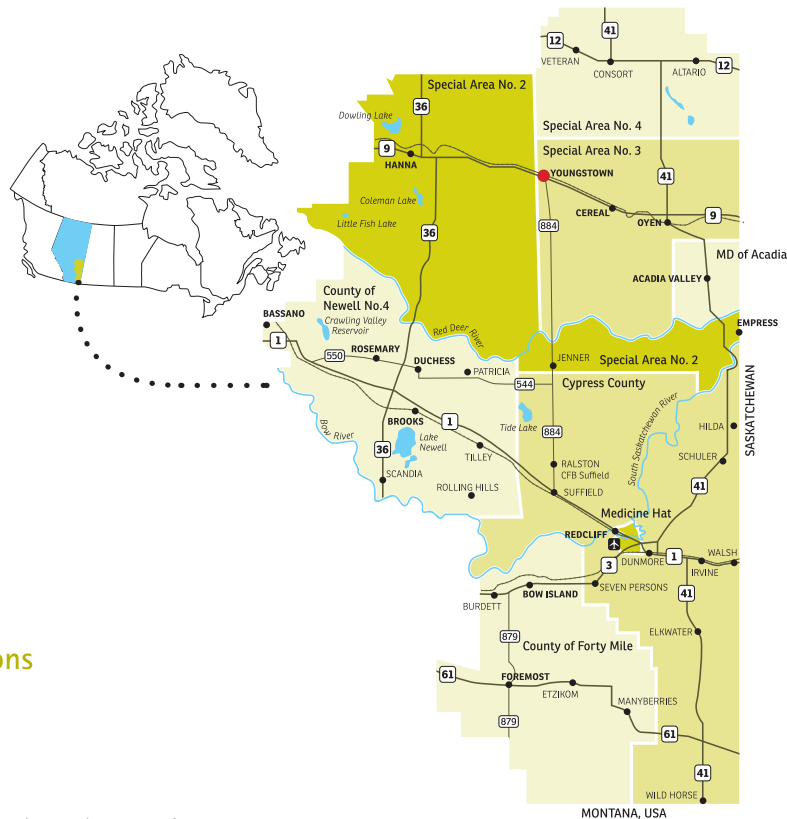 41
12
VETERAN
CONSORT
ALTARIO
12
Special Area No. 2
36
Dowling Lake
Special Area No. 4
Special Area No. 3
9
HANNA
YOUNGSTOWN
41
Coleman Lake
CEREAL
9
Little Fish Lake
884
OYEN
36
MD of Acadia
ACADIA VALLEY
County of
Newell No.4
BASSANO
Crawling Valley
Reservoir
Red Deer
River
EMPRESS
1
550
ROSEMARY
DUCHESS
PATRICIA
JENNER
Special Area No. 2
544
Cypress County
SASKATCHEWAN
BROOKS
1
Tide Lake
884
South Saskatchewan River
HILDA
Bow River
Lake
Newell
36
TILLEY
SCHULER
SCANDIA
RALSTON
CFB Suffield
ROLLING HILLS
SUFFIELD
41
Medicine Hat
REDCLIFF
DUNMORE
1
WALSH
IRVINE
3
BURDETT
BOW ISLAND
SEVEN PERSONS
41
879
County of Forty Mile
ELKWATER
ons
61
FOREMOST
ETZIKOM
MANYBERRIES
879
61
41
WILD HORSE
MONTANA, USA